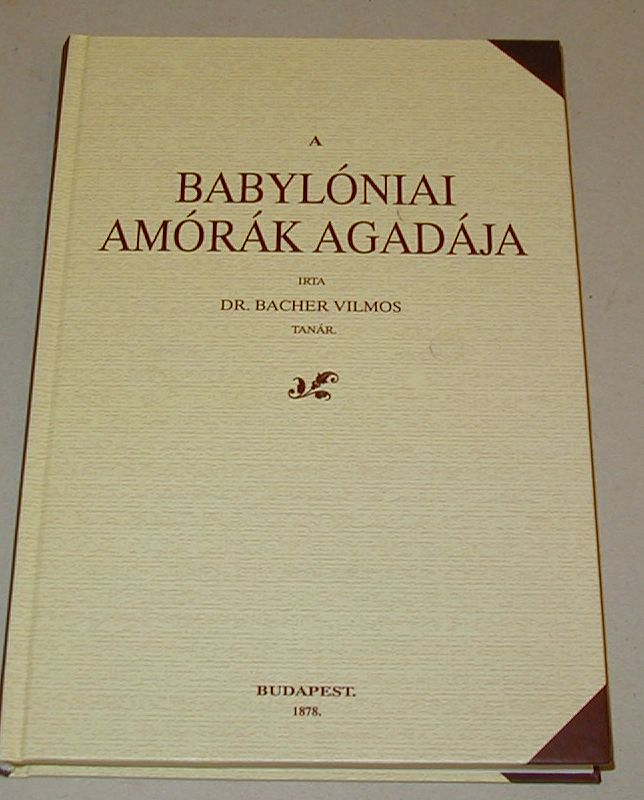 A
BABYLÓNIAI
AMÓRÁK AGADÁJA
IRTA
DR. BACHER VILMOS
TANÁR.
BUDAPEST.
1878.